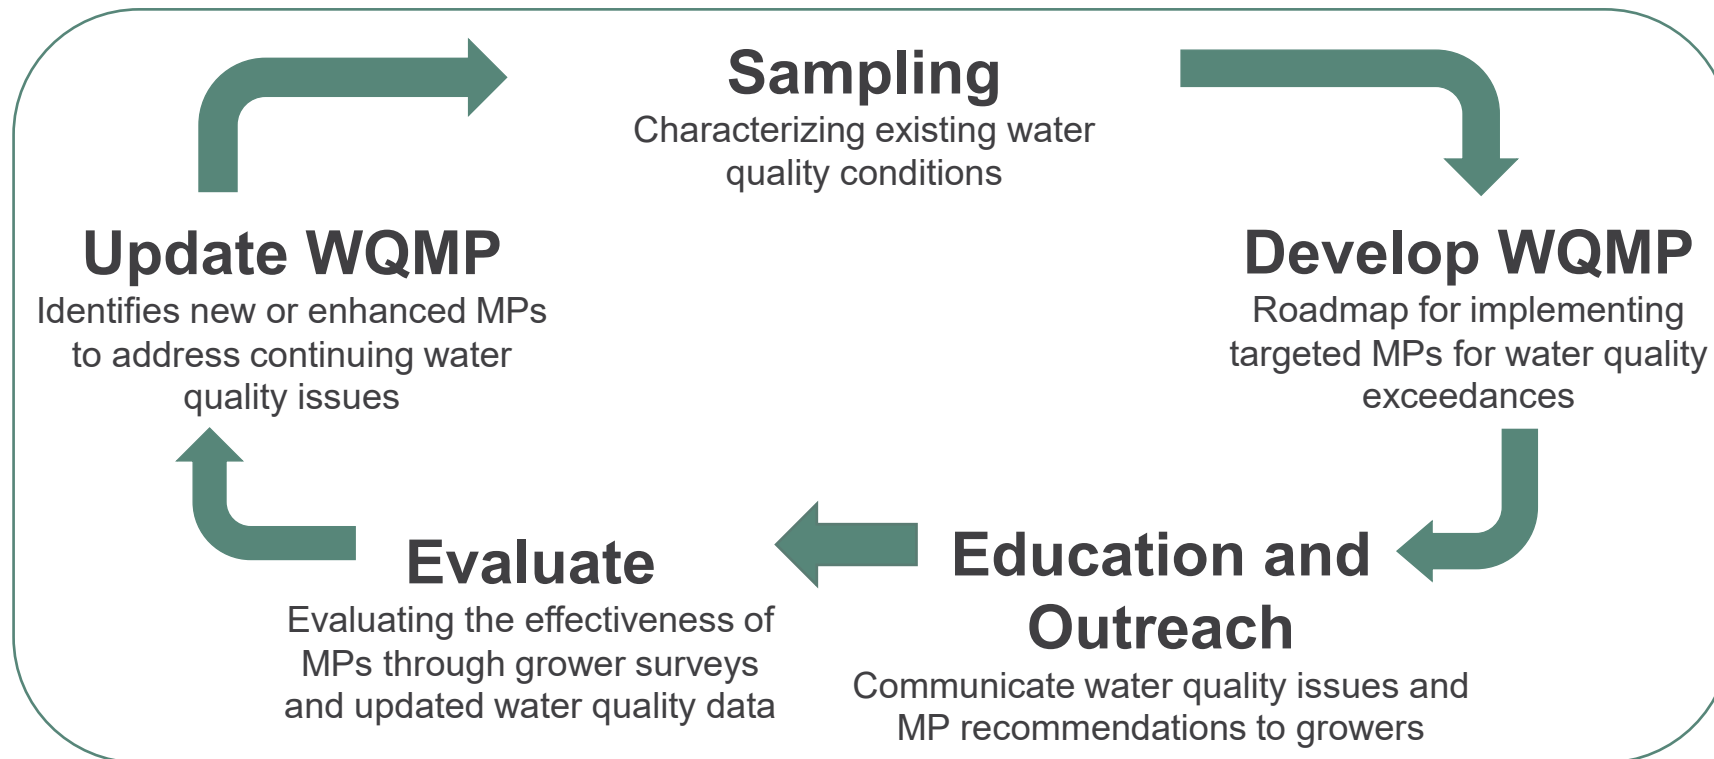 Sampling
Characterizing existing water
quality conditions
Develop WQMP
Roadmap for implementing
targeted MPs for water quality
exceedances
Education and
Outreach
Communicate water quality issues and
MP recommendations to growers
Evaluate
Evaluating the effectiveness of
MPs through grower surveys
and updated water quality data
Update WQMP
Identifies new or enhanced MPs
to address continuing water
quality issues